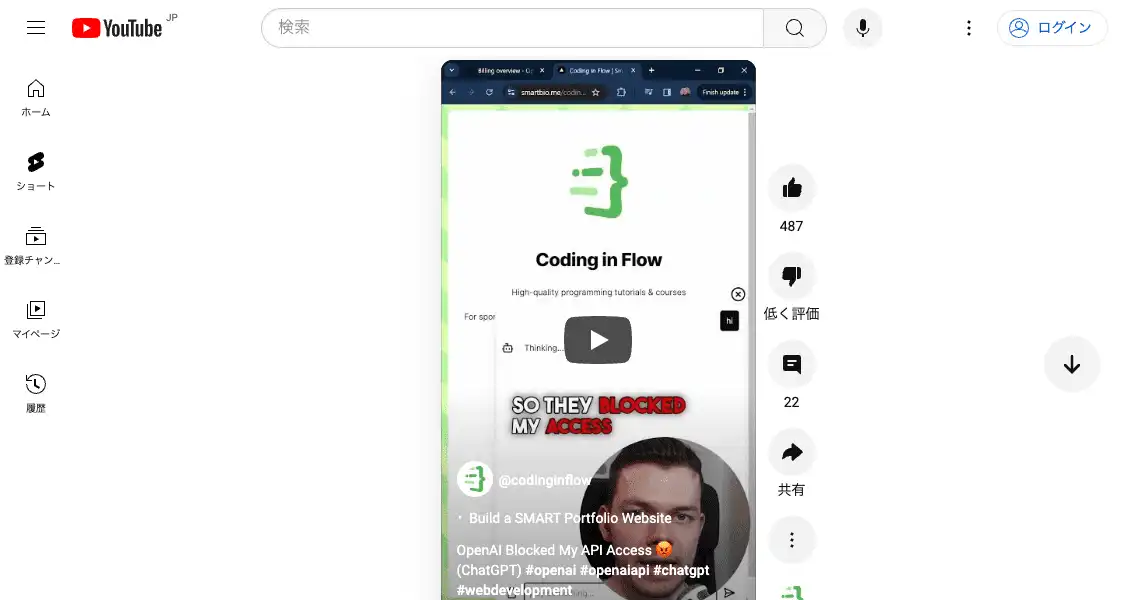 YouTube JP
検索
ログイン
ホーム
ショート
登録チャン...
マイページ
履歴
Billing overview - Op
Coding in Flow | Sm
smartbio.me/codin...
Finish update
Coding in Flow
High-quality programming tutorials & courses
For spor
hi
Thinking...
SO THEY BLOCKED
MY ACCESS
@codinginflow
・ Build a SMART Portfolio Website
OpenAI Blocked My API Access 😡
(ChatGPT) #openai #openaiapi #chatgpt
#webdevelopment
487
低く評価
22
共有